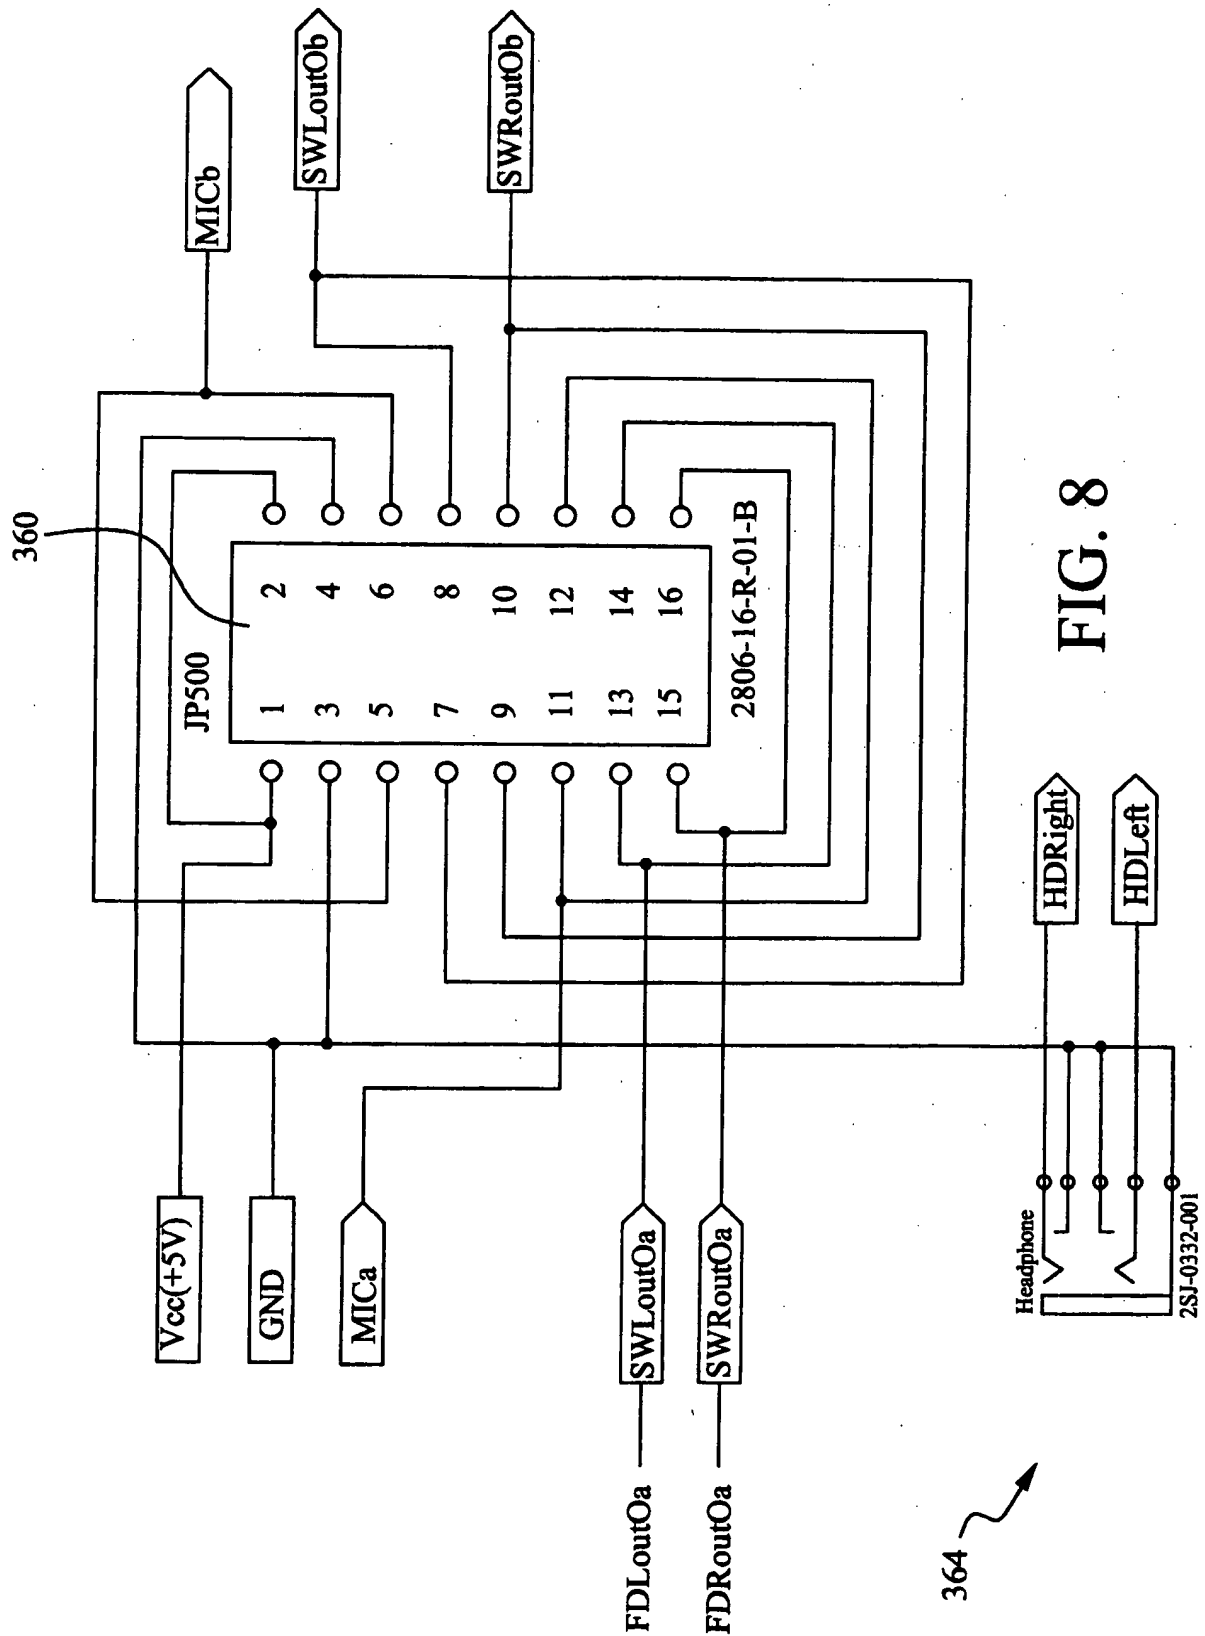 360
MICb
SWLoutOb
SWRoutOb
JP500
1 2
3 4
5 6
7 8
9 10
11 12
13 14
15 16
2806-16-R-01-B
Vcc(+5V)
GND
MICa
FDLoutOa SWLoutOa
FDRoutOa SWRoutOa
Headphone
2SJ-0332-001
HDRight
HDLeft
364
FIG. 8